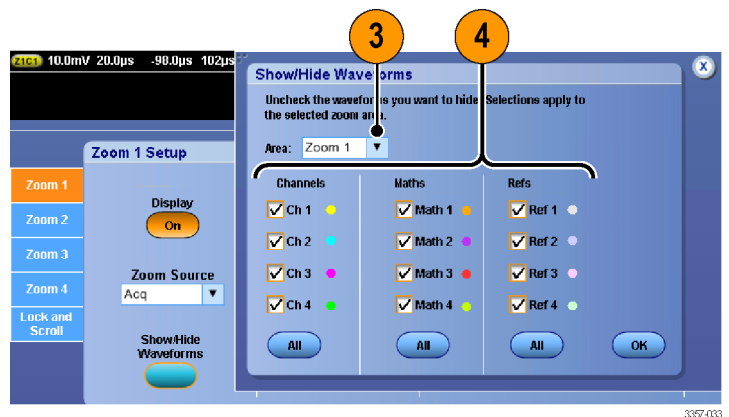 3
4
Z1C1 10.0mV 20.0µs -98.0µs 102µs
Show/Hide Waveforms
X
Uncheck the waveforms you want to hide. Selections apply to
the selected zoom area.
Area: Zoom 1
Zoom 1 Setup
Channels Maths Refs
Zoom 1
Display
On
Ch 1 Math 1 Ref 1
Zoom 2
Ch 2 Math 2 Ref 2
Zoom 3
Zoom Source
Acq
Ch 3 Math 3 Ref 3
Zoom 4
Ch 4 Math 4 Ref 4
Lock and
Scroll
Show/Hide
Waveforms
All All All OK
3357-033